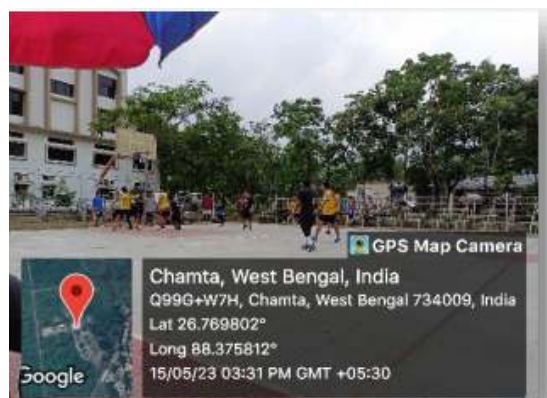 GPS Map Camera
Chamta, West Bengal, India
Q99G+W7H, Chamta, West Bengal 734009, India
Lat 26.769802°
Long 88.375812°
15/05/23 03:31 PM GMT +05:30
Google